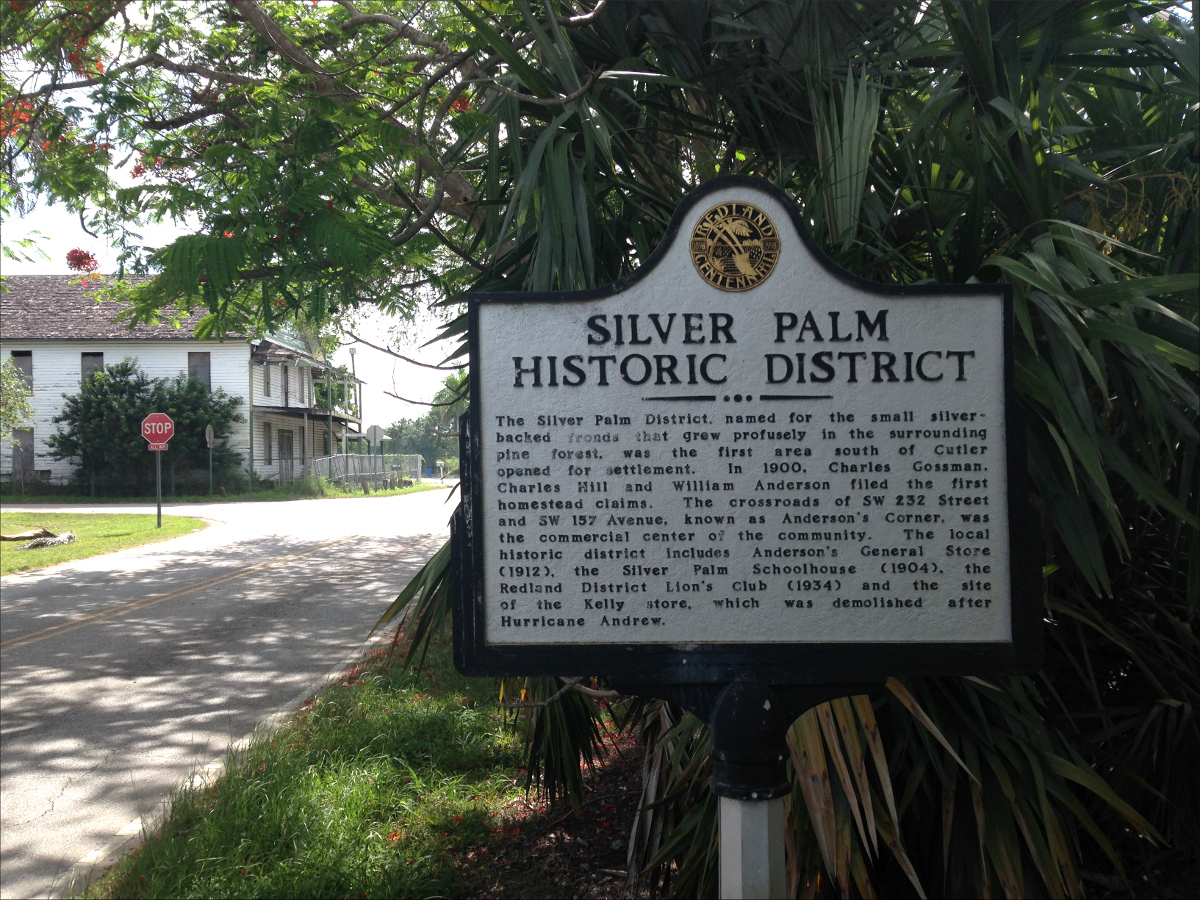 REDLAND
CENTENNIAL
SILVER PALM
HISTORIC DISTRICT
The Silver Palm District, named for the small silver-
backed fronds that grew profusely in the surrounding
pine forest, was the first area south of Cutler
opened for settlement. In 1900, Charles Gossman,
Charles Hill and William Anderson filed the first
homestead claims. The crossroads of SW 232 Street
and SW 157 Avenue, known as Anderson's Corner, was
the commercial center of the community. The local
historic district includes Anderson's General Store
(1912), the Silver Palm Schoolhouse (1904), the
Redland District Lion's Club (1934) and the site
of the Kelly store, which was demolished after
Hurricane Andrew.
STOP
ALL WAY